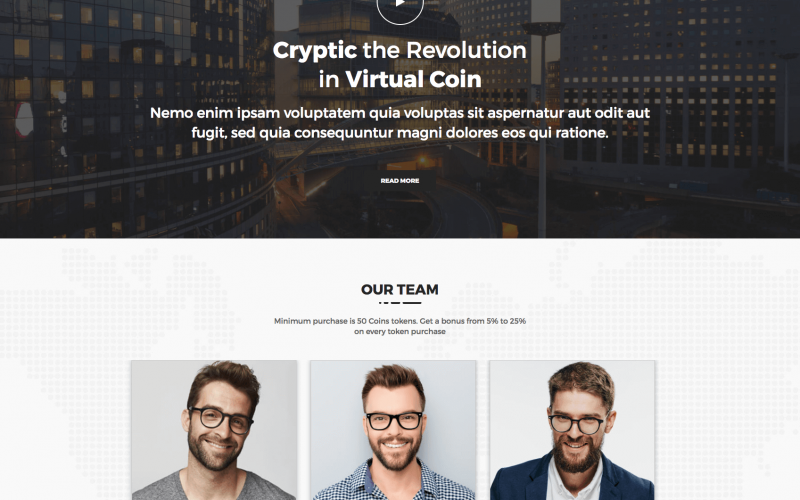 Cryptic the Revolution
in Virtual Coin
Nemo enim ipsam voluptatem quia voluptas sit aspernatur aut odit aut
fugit, sed quia consequuntur magni dolores eos qui ratione.
READ MORE
OUR TEAM
Minimum purchase is 50 Coins tokens. Get a bonus from 5% to 25%
on every token purchase